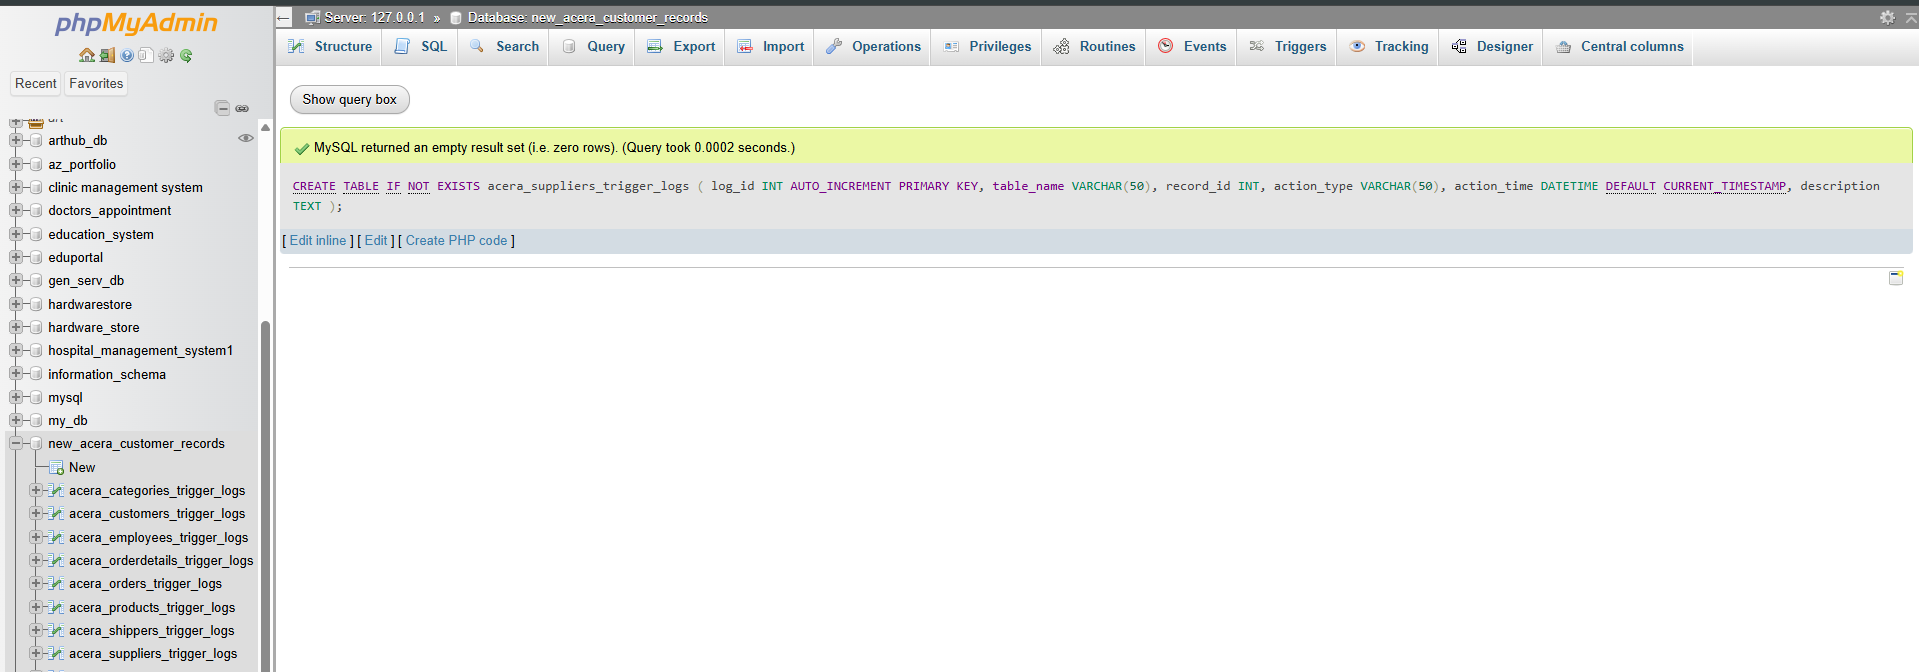 phpMyAdmin
Recent
Favorites
art
arthub_db
az_portfolio
clinic management system
doctors_appointment
education_system
eduportal
gen_serv_db
hardwarestore
hardware_store
hospital_management_system1
information_schema
mysql
my_db
new_acera_customer_records
New
acera_categories_trigger_logs
acera_customers_trigger_logs
acera_employees_trigger_logs
acera_orderdetails_trigger_logs
acera_orders_trigger_logs
acera_products_trigger_logs
acera_shippers_trigger_logs
acera_suppliers_trigger_logs
Server: 127.0.0.1 » Database: new_acera_customer_records
Structure SQL Search Query Export Import Operations Privileges Routines Events Triggers Tracking Designer Central columns
Show query box
MySQL returned an empty result set (i.e. zero rows). (Query took 0.0002 seconds.)
CREATE TABLE IF NOT EXISTS acera_suppliers_trigger_logs ( log_id INT AUTO_INCREMENT PRIMARY KEY, table_name VARCHAR(50), record_id INT, action_type VARCHAR(50), action_time DATETIME DEFAULT CURRENT_TIMESTAMP, description
TEXT );
[ Edit inline ] [ Edit ] [ Create PHP code ]